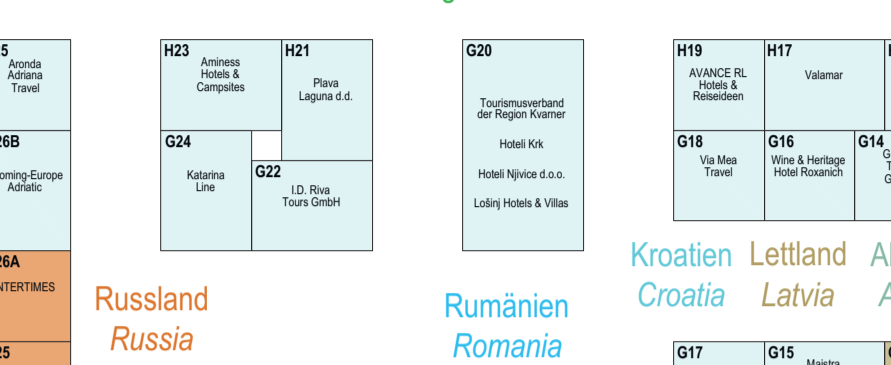 Aronda
Adriana
Travel
H23
Aminess
Hotels &
Campsites
H21
Plava
Laguna d.d.
G24
Katarina
Line
G22
I.D. Riva
Tours GmbH
G20
Tourismusverband
der Region Kvarner
Hoteli Krk
Hoteli Njivice d.o.o.
Lošinj Hotels & Villas
H19
AVANCE RL
Hotels &
Reiseideen
H17
Valamar
G18
Via Mea
Travel
G16
Wine & Heritage
Hotel Roxanich
G14
26B
oming-Europe
Adriatic
26A
NTERTIMES
25
Russland
Russia
Rumänien
Romania
Kroatien
Croatia
Lettland
Latvia
G17
G15
Maistra